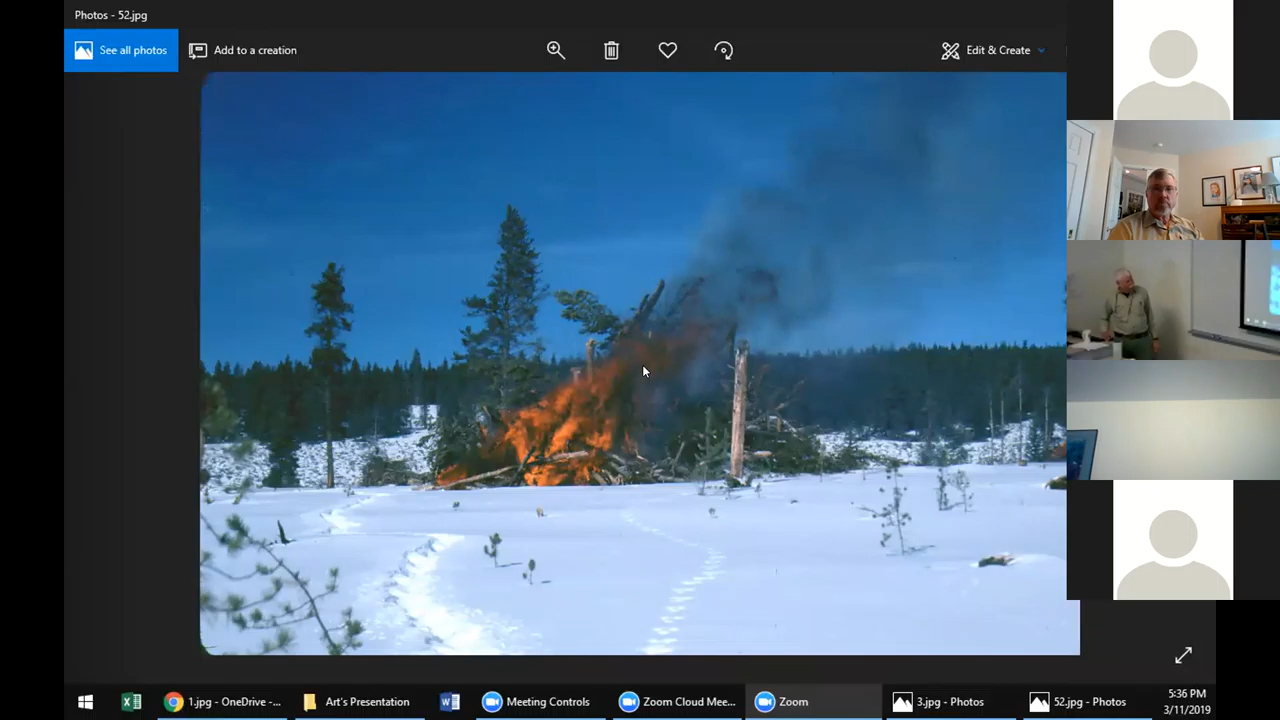 Photos - 52.jpg
See all photos
Add to a creation
Edit & Create
1.jpg - OneDrive -...
Art's Presentation
Meeting Controls
Zoom Cloud Mee...
Zoom
3.jpg - Photos
52.jpg - Photos
5:36 PM
3/11/2019